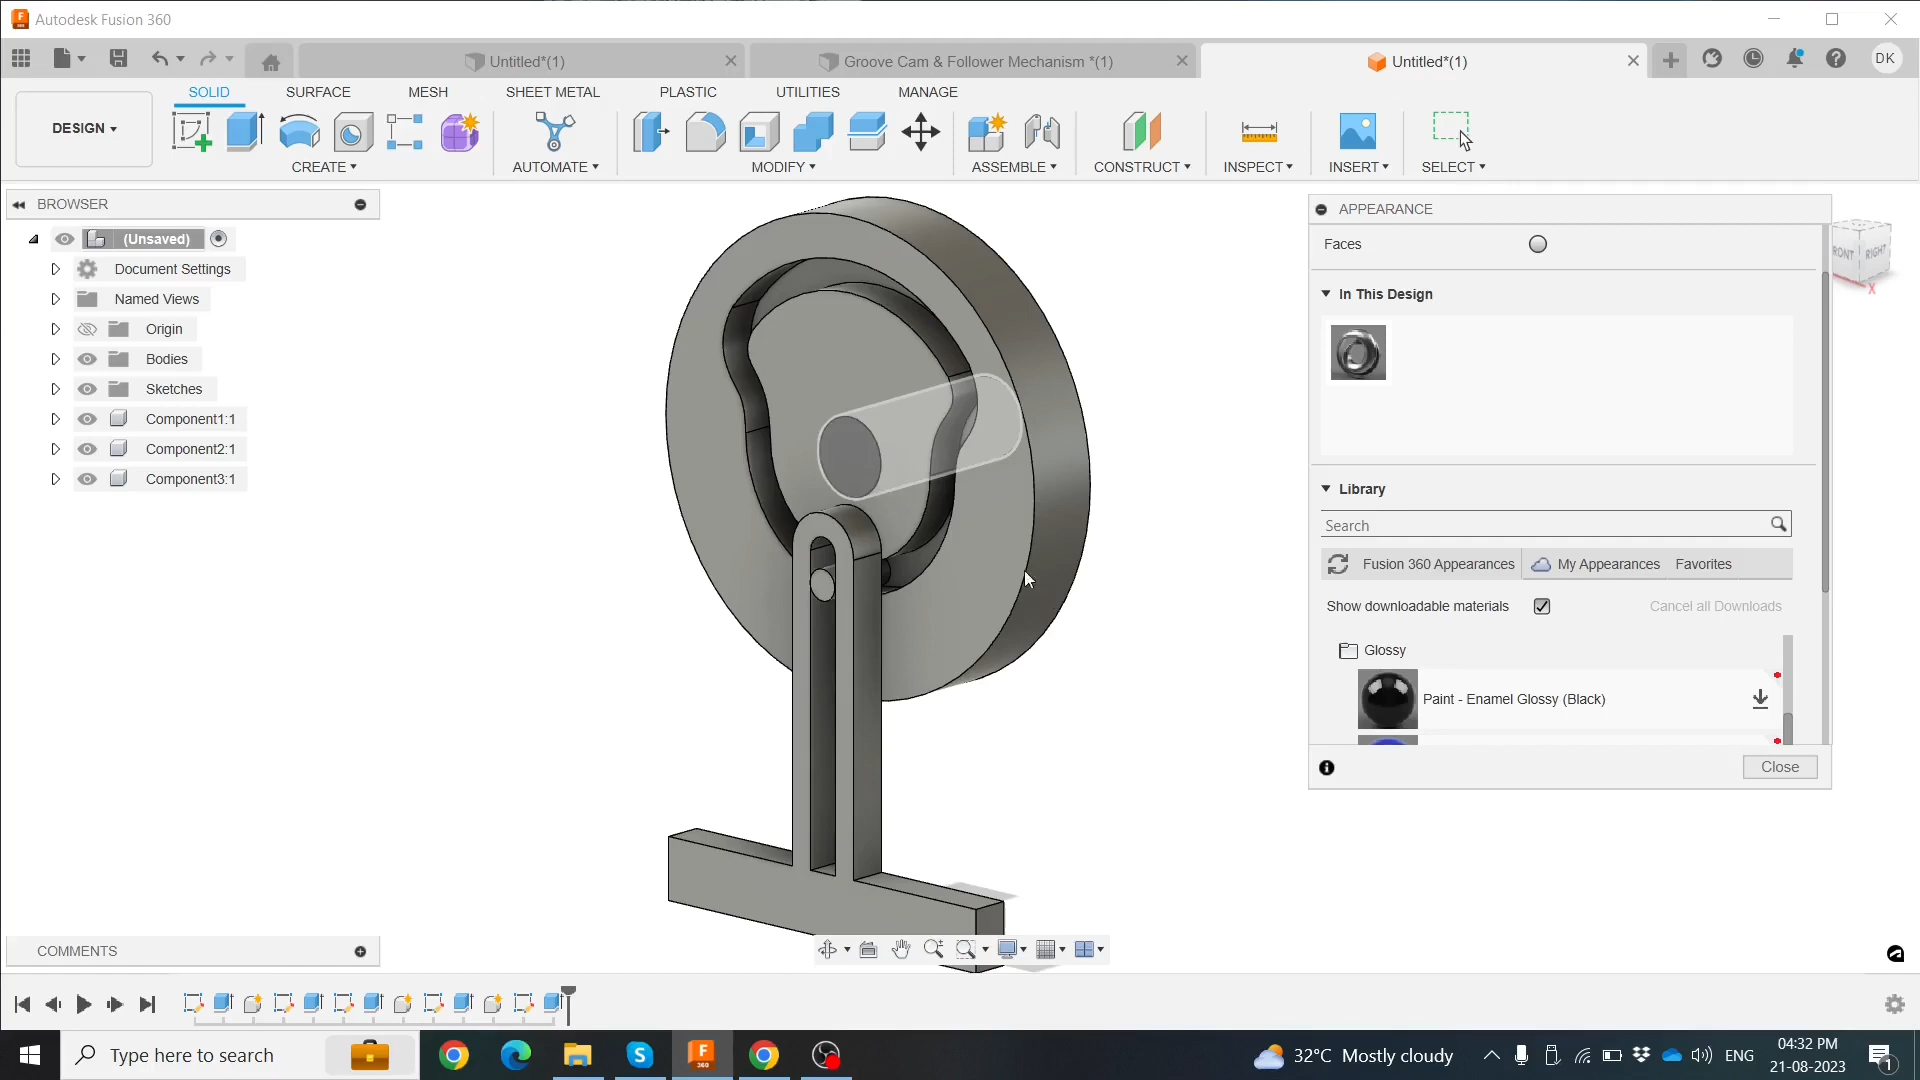 Autodesk Fusion 360
Untitled*(1)
Groove Cam & Follower Mechanism *(1)
Untitled*(1)
DK
DESIGN
SOLID
SURFACE
MESH
SHEET METAL
PLASTIC
UTILITIES
MANAGE
CREATE
AUTOMATE
MODIFY
ASSEMBLE
CONSTRUCT
INSPECT
INSERT
SELECT
BROWSER
(Unsaved)
Document Settings
Named Views
Origin
Bodies
Sketches
Component1:1
Component2:1
Component3:1
APPEARANCE
Faces
In This Design
Library
Search
Fusion 360 Appearances
My Appearances
Favorites
Show downloadable materials
Cancel all Downloads
Glossy
Paint - Enamel Glossy (Black)
Close
RONT
RIGHT
X
COMMENTS
Type here to search
F
360
32°C Mostly cloudy
ENG
04:32 PM
21-08-2023
1